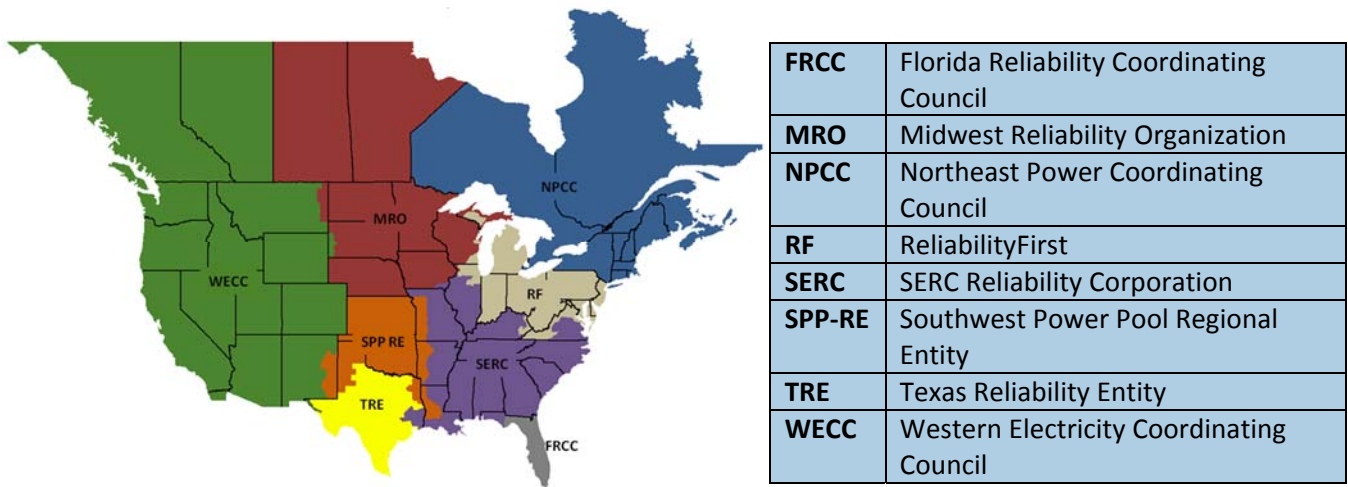 NPCC
MRO
WECC
RF
SPP RE
SERC
TRE
FRCC
FRCC Florida Reliability Coordinating
Council
MRO Midwest Reliability Organization
NPCC Northeast Power Coordinating
Council
RF ReliabilityFirst
SERC SERC Reliability Corporation
SPP-RE Southwest Power Pool Regional
Entity
TRE Texas Reliability Entity
WECC Western Electricity Coordinating
Council